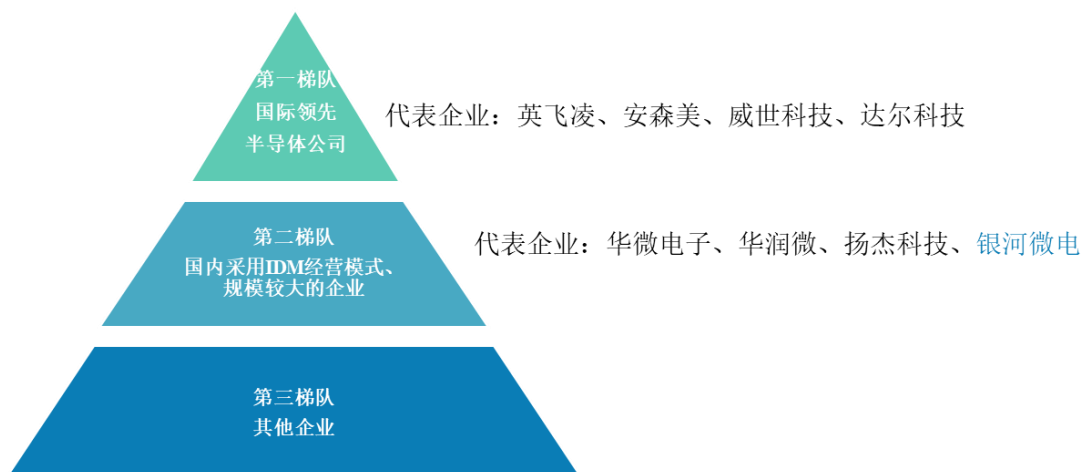 第一梯队
国际领先
半导体公司
代表企业：英飞凌、安森美、威世科技、达尔科技
第二梯队
国内采用IDM经营模式、
规模较大的企业
代表企业：华微电子、华润微、扬杰科技、银河微电
第三梯队
其他企业